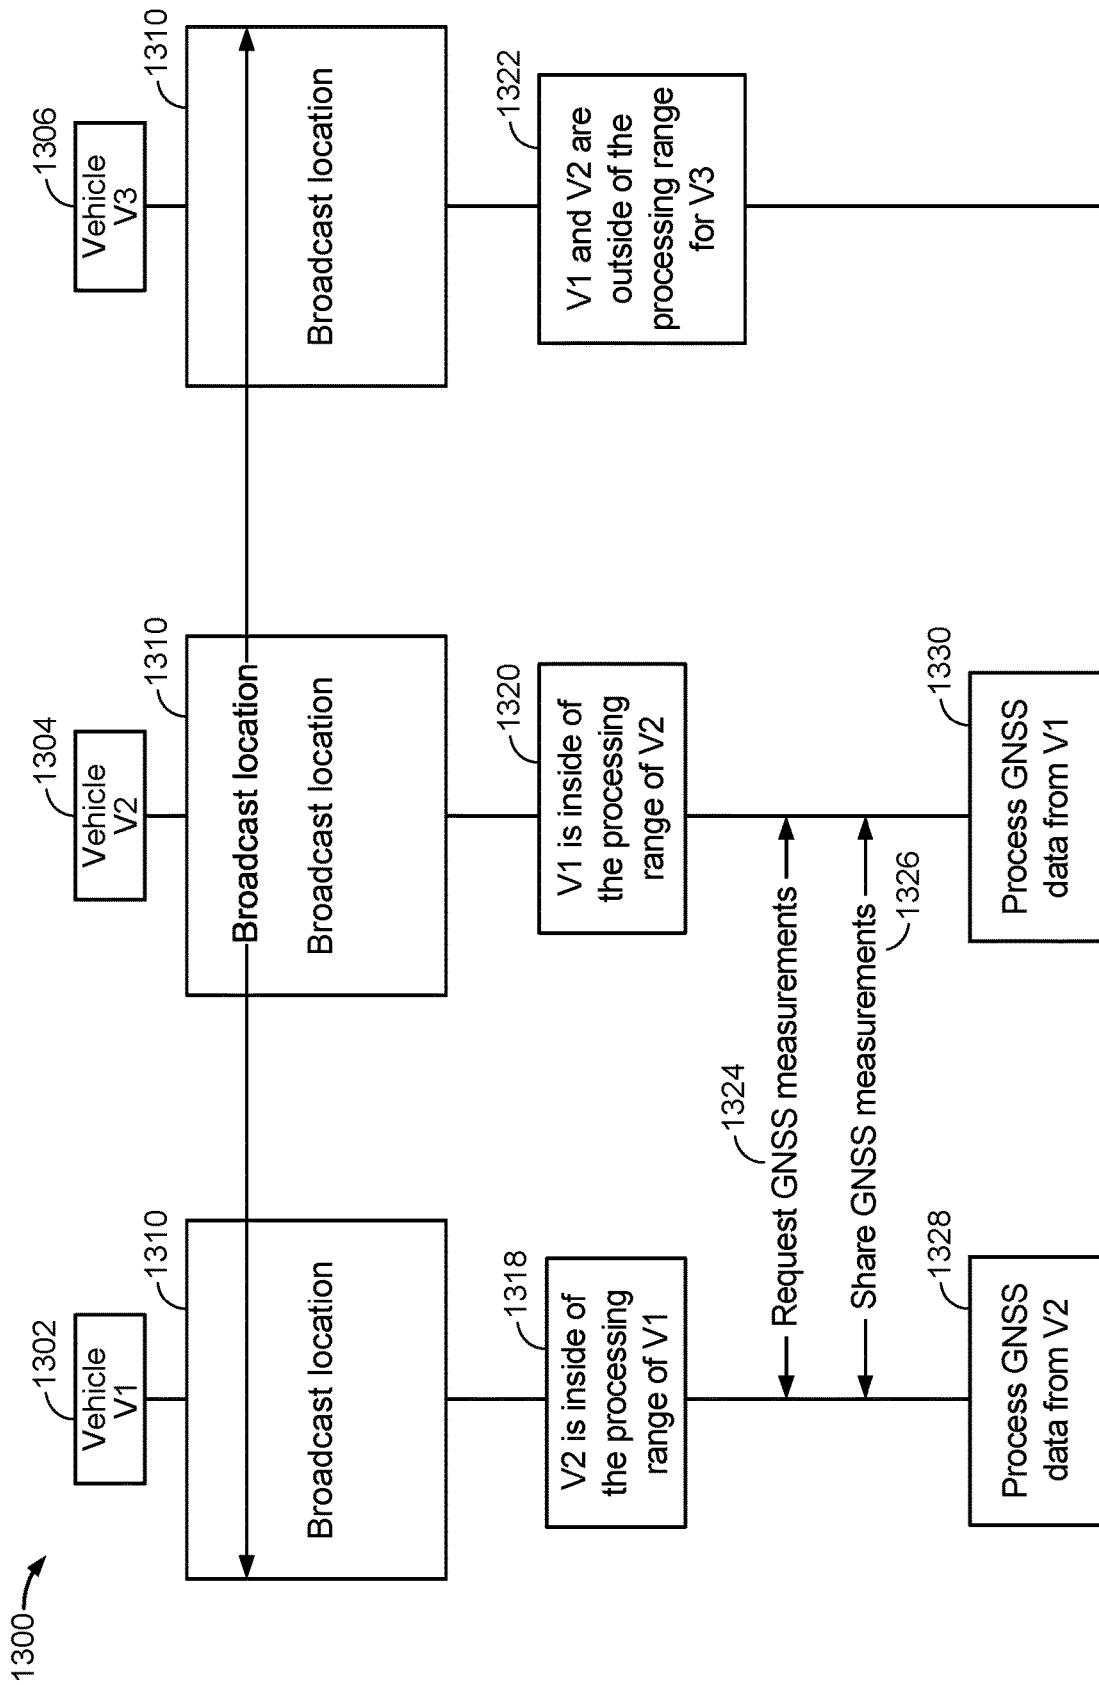 1300
1302
Vehicle
V1
1304
Vehicle
V2
1306
Vehicle
V3
1310
1310
1310
Broadcast location
Broadcast location
Broadcast location
Broadcast location
1318
V2 is inside of
the processing
range of V1
1320
V1 is inside of
the processing
range of V2
1322
V1 and V2 are
outside of the
processing range
for V3
1324
Request GNSS measurements
Share GNSS measurements
1326
1328
Process GNSS
data from V2
1330
Process GNSS
data from V1